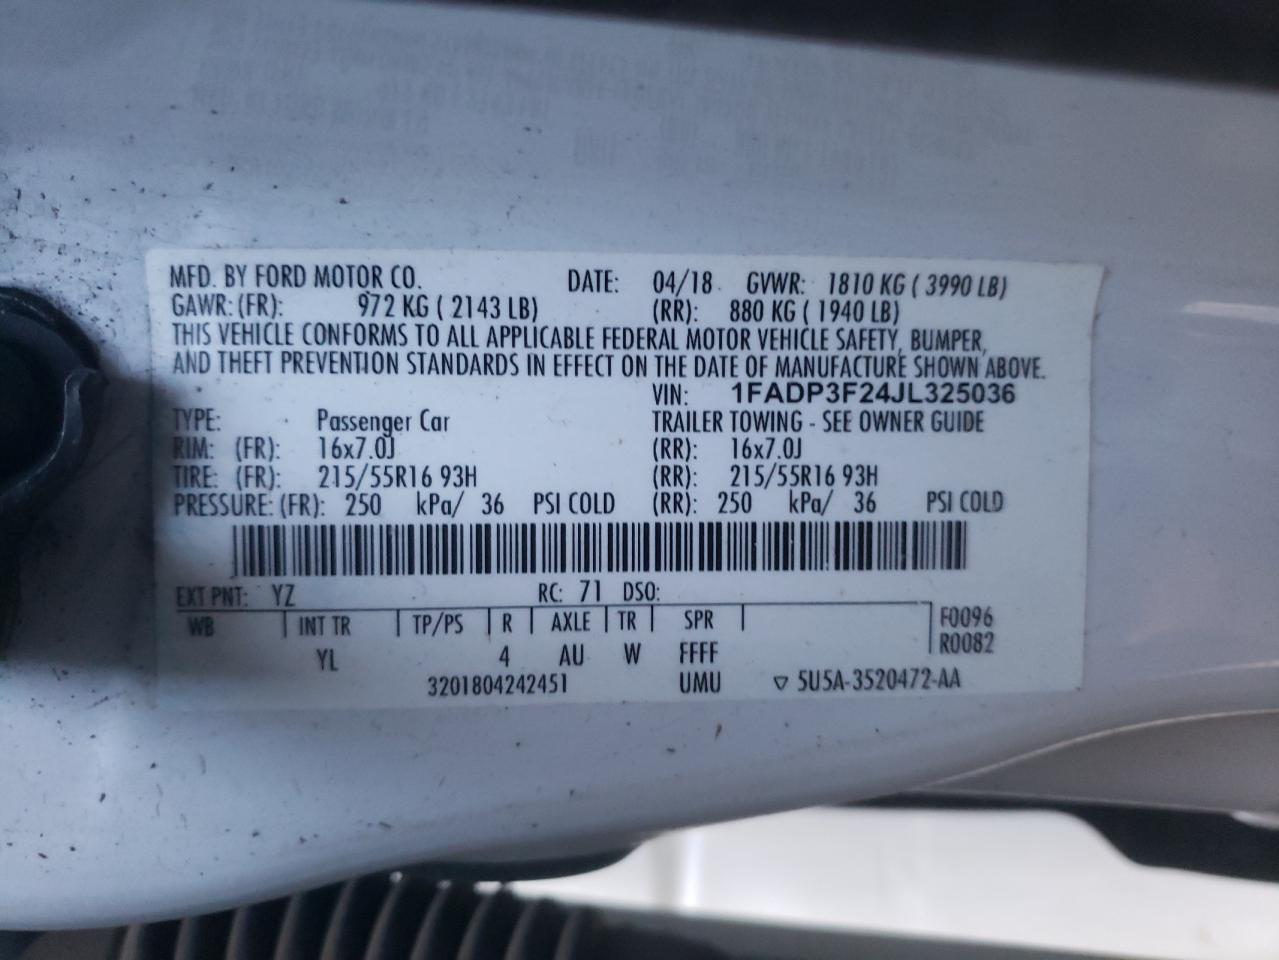 MFD. BY FORD MOTOR CO. DATE: 04/18 GVWR: 1810 KG ( 3990 LB)
GAWR: (FR): 972 KG ( 2143 LB) (RR): 880 KG ( 1940 LB)
THIS VEHICLE CONFORMS TO ALL APPLICABLE FEDERAL MOTOR VEHICLE SAFETY, BUMPER,
AND THEFT PREVENTION STANDARDS IN EFFECT ON THE DATE OF MANUFACTURE SHOWN ABOVE.
VIN: 1FADP3F24JL325036
TYPE: Passenger Car TRAILER TOWING - SEE OWNER GUIDE
RIM: (FR): 16x7.0J (RR): 16x7.0J
TIRE: (FR): 215/55R16 93H (RR): 215/55R16 93H
PRESSURE: (FR): 250 kPa/ 36 PSI COLD (RR): 250 kPa/ 36 PSI COLD
EXT PNT: YZ RC: 71 DSO:
WB INT TR TP/PS R AXLE TR SPR F0096
R0082
YL 4 AU W FFFF
3201804242451 UMU ▽ 5U5A-3520472-AA